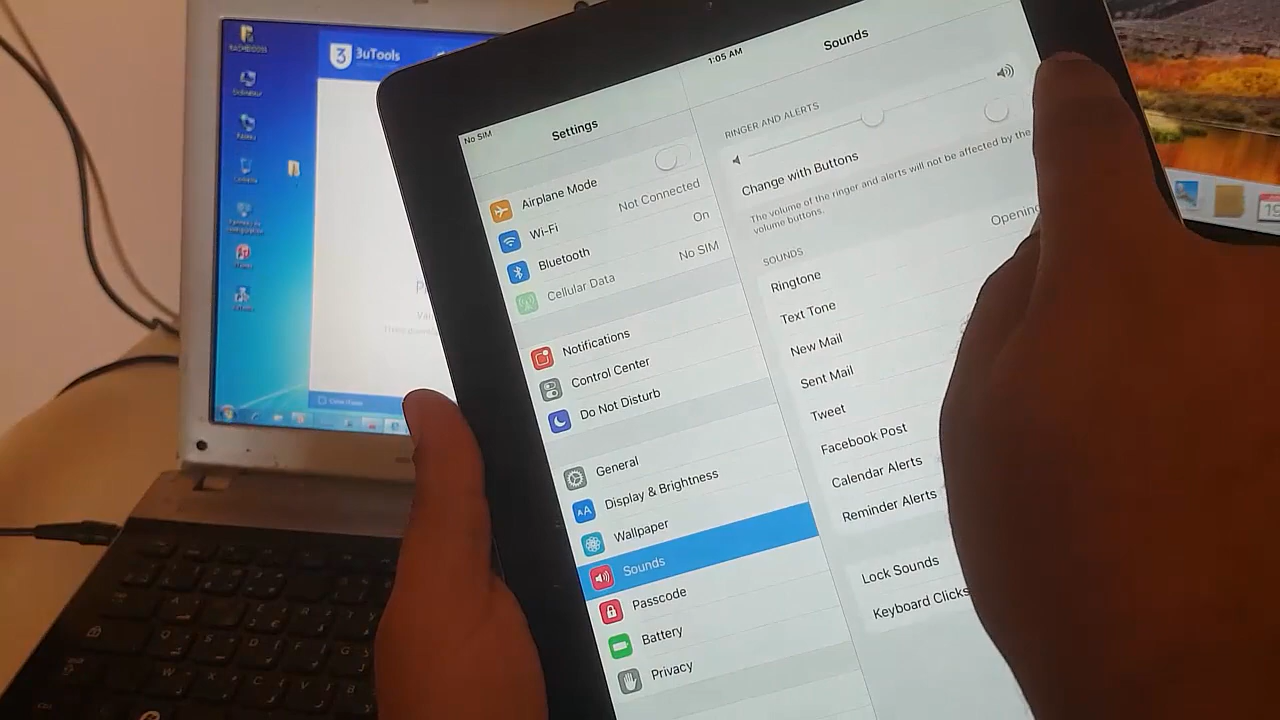 3uTools
No SIM
1:05 AM
Settings
Sounds
Airplane Mode
Wi-Fi
Not Connected
Bluetooth
On
Cellular Data
No SIM
Notifications
Control Center
Do Not Disturb
General
Display & Brightness
Wallpaper
Sounds
Passcode
Battery
Privacy
RINGER AND ALERTS
Change with Buttons
The volume of the ringer and alerts will not be affected by the
volume buttons.
SOUNDS
Ringtone
Opening
Text Tone
New Mail
Sent Mail
Tweet
Facebook Post
Calendar Alerts
Reminder Alerts
Lock Sounds
Keyboard Clicks